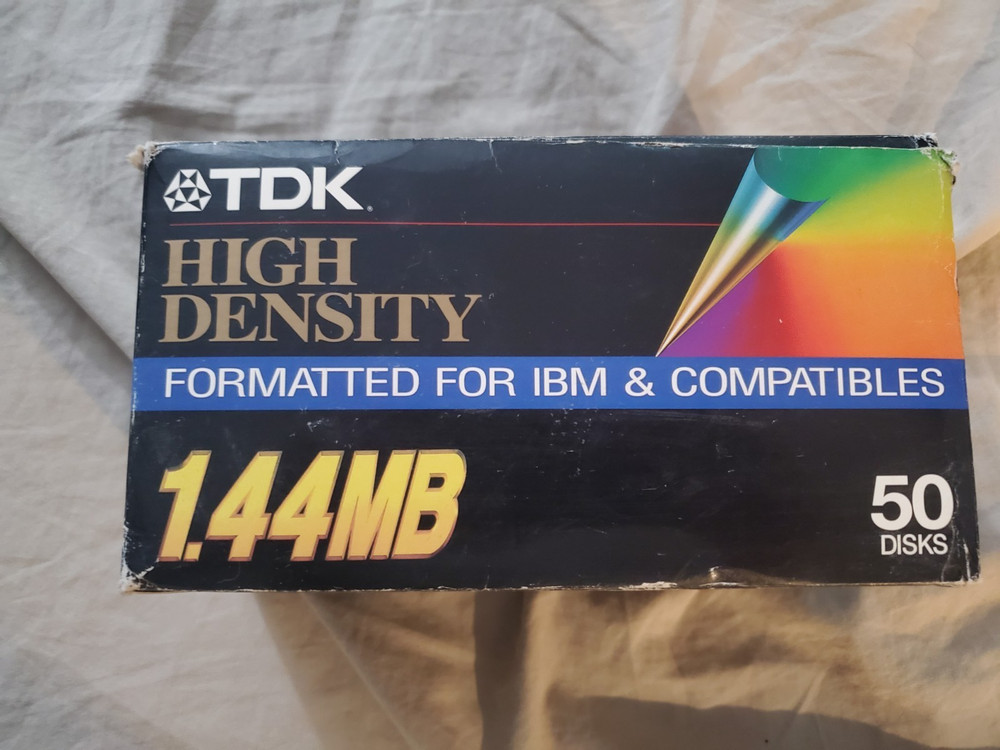 TDK
HIGH
DENSITY
FORMATTED FOR IBM & COMPATIBLES
1.44MB
50
DISKS